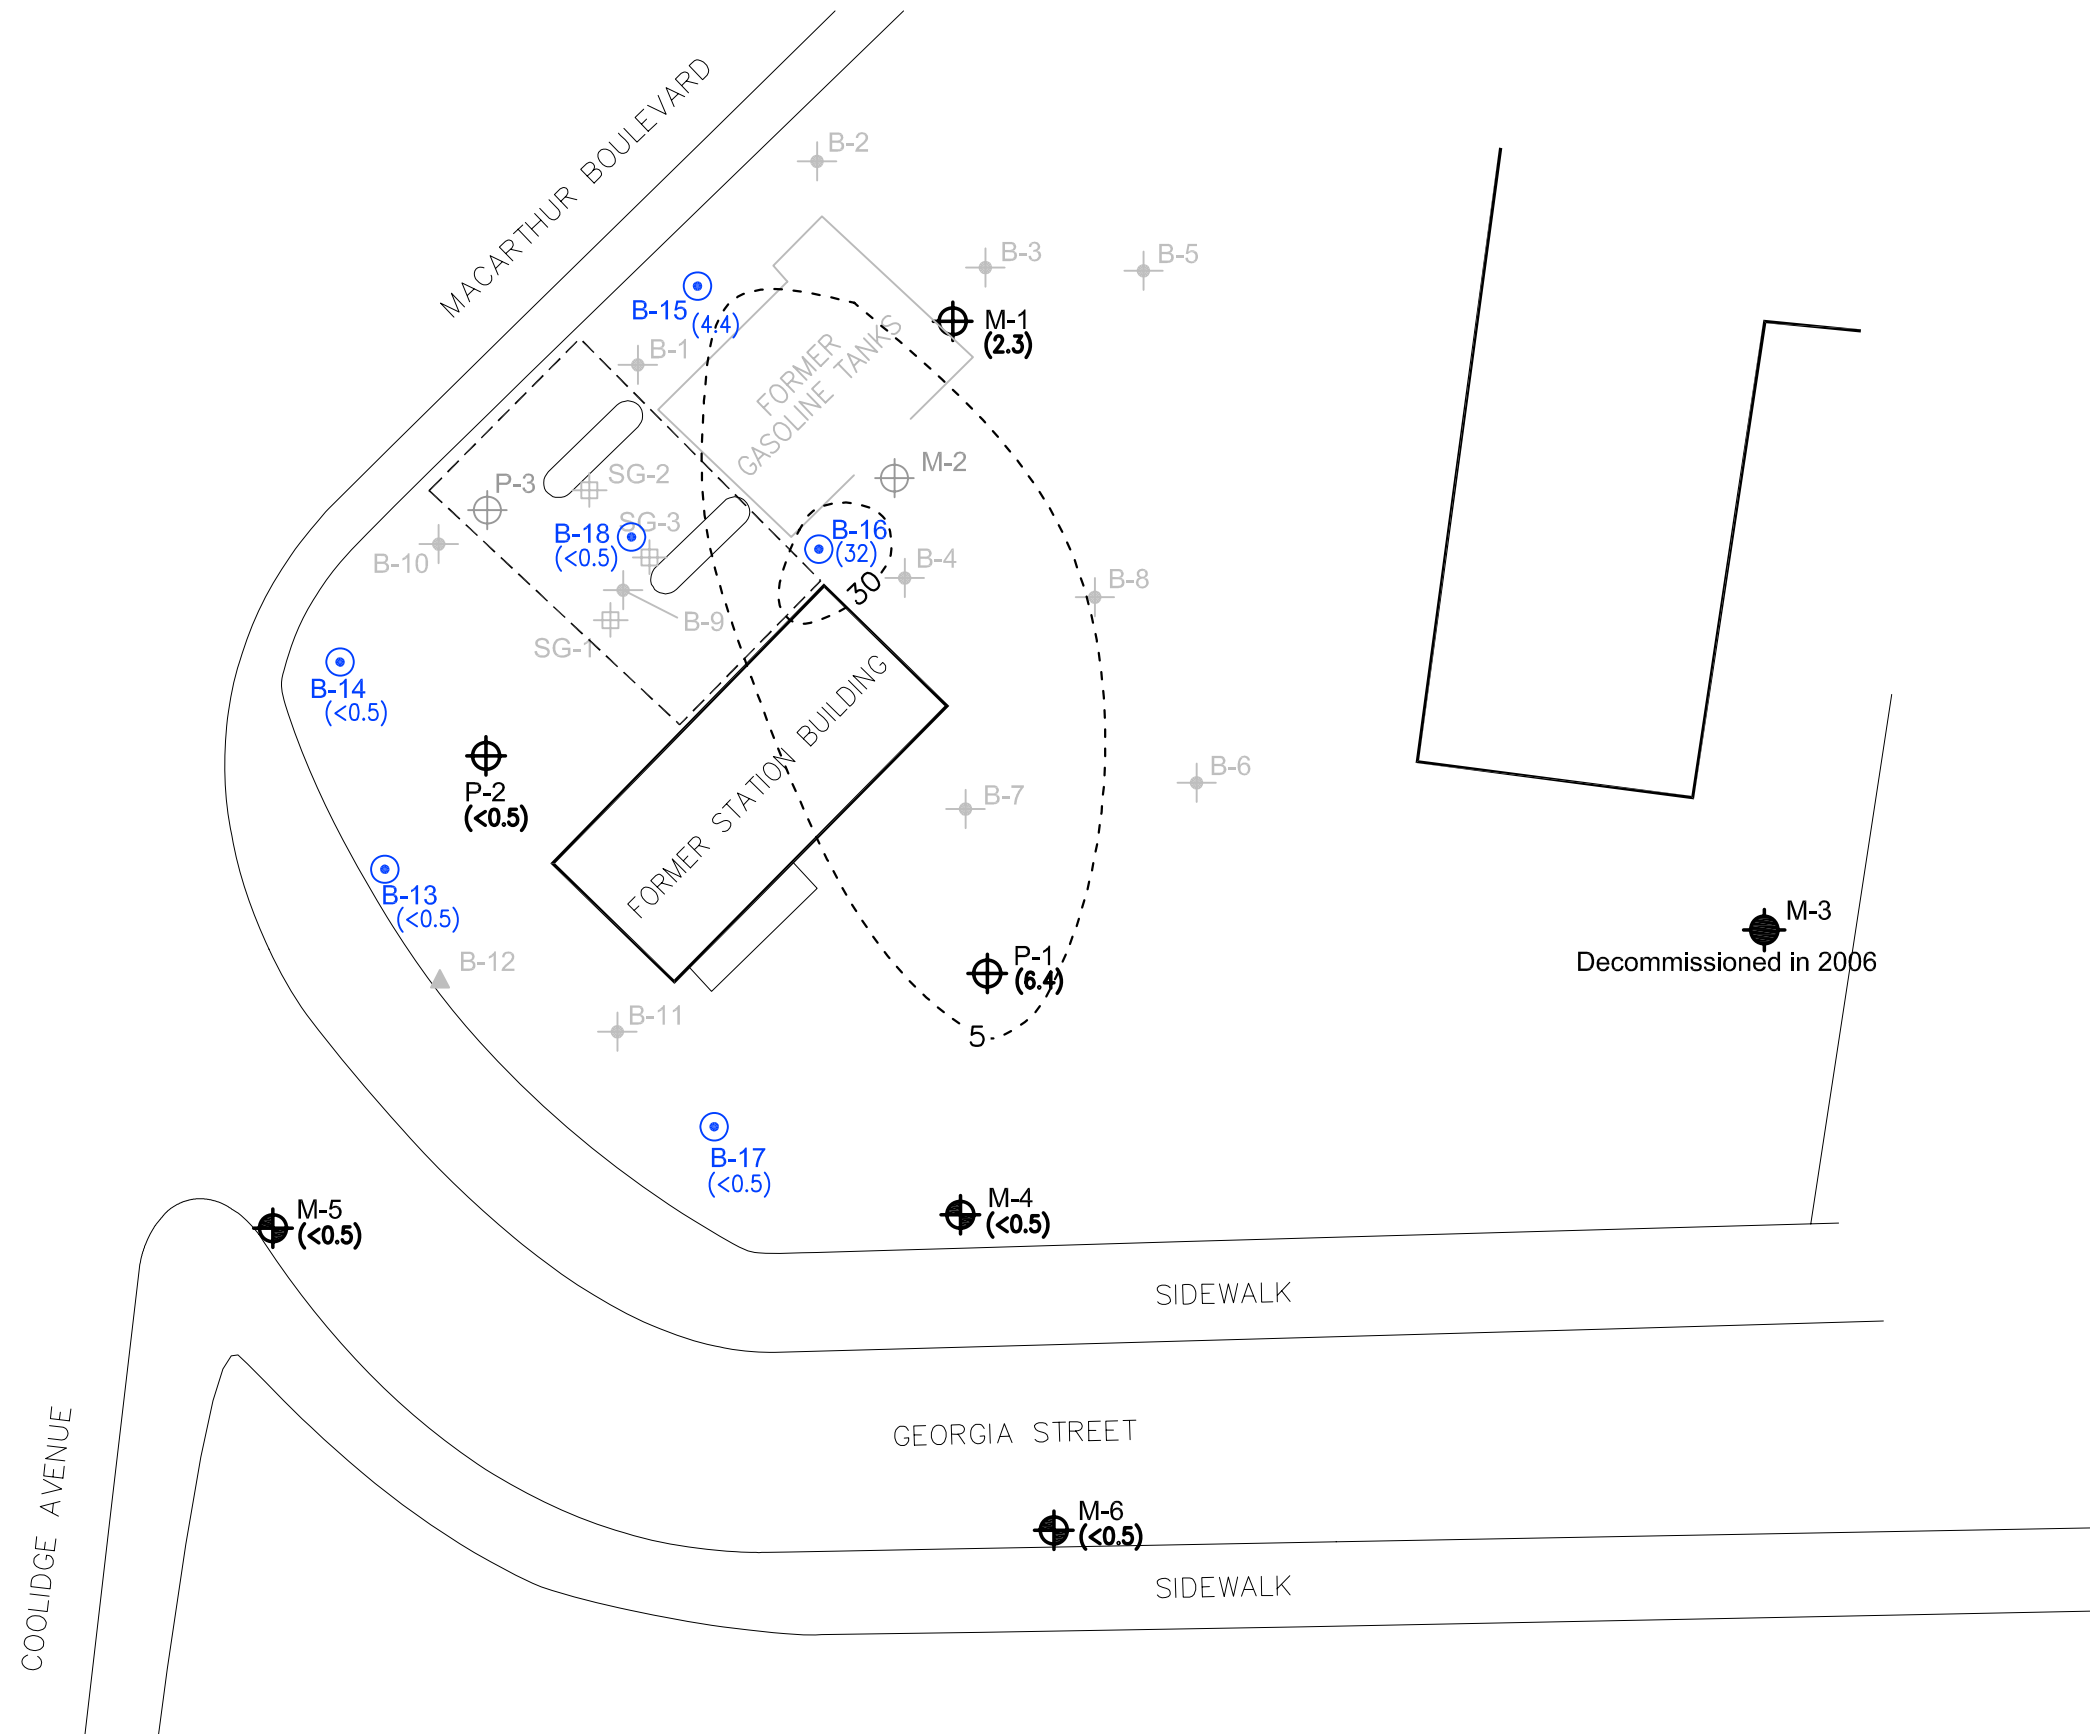 MACARTHUR BOULEVARD
B-2
B-3
B-5
B-15
(4.4)
M-1
(2.3)
B-1
FORMER
GASOLINE TANKS
SG-2
P-3
M-2
SG-3
B-18
(<0.5)
B-16
(32)
B-10
B-4
30
B-8
B-9
SG-1
B-14
(<0.5)
FORMER STATION BUILDING
P-2
(<0.5)
B-7
B-6
B-13
(<0.5)
M-3
Decommissioned in 2006
B-12
P-1
(6.4)
B-11
5
B-17
(<0.5)
M-5
(<0.5)
M-4
(<0.5)
SIDEWALK
GEORGIA STREET
COOLIDGE AVENUE
M-6
(<0.5)
SIDEWALK